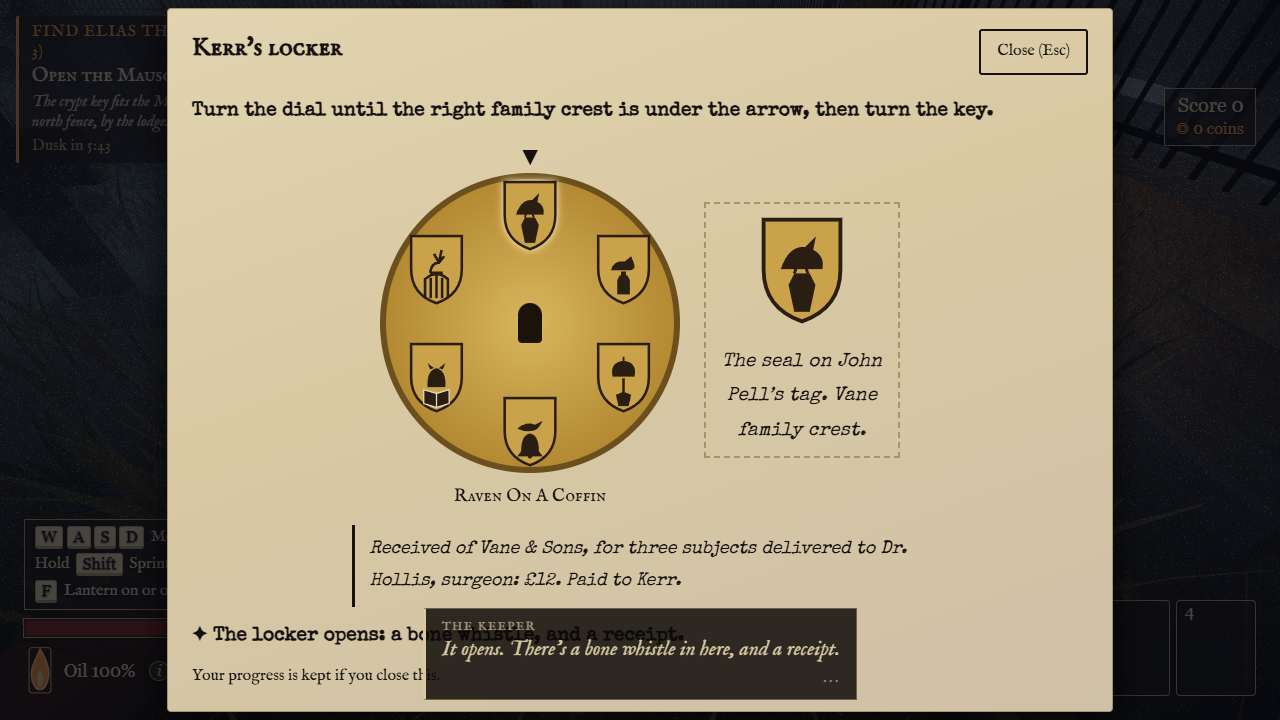 FIND ELIAS TH
3)
OPEN THE MAUSO
The crypt key fits the M
north fence, by the lodge
Dusk in 5:43
Kerr's locker
Close (Esc)
Turn the dial until the right family crest is under the arrow, then turn the key.
Score 0
0 coins
The seal on John
Pell's tag. Vane
family crest.
Raven On A Coffin
Received of Vane & Sons, for three subjects delivered to Dr.
Hollis, surgeon: £12. Paid to Kerr.
✦ The locker opens: a bone whistle, and a receipt.
THE KEEPER
It opens. There's a bone whistle in here, and a receipt.
...
Your progress is kept if you close this.
W A S D M
Hold Shift Sprin
F Lantern on or o
Oil 100% i
4